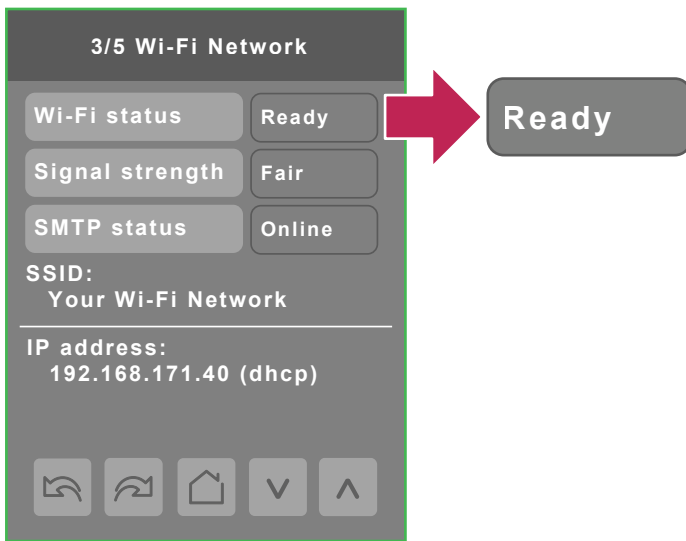 3/5 Wi-Fi Network
Wi-Fi status Ready
Signal strength Fair
SMTP status Online
SSID:
Your Wi-Fi Network
IP address:
192.168.171.40 (dhcp)
Ready